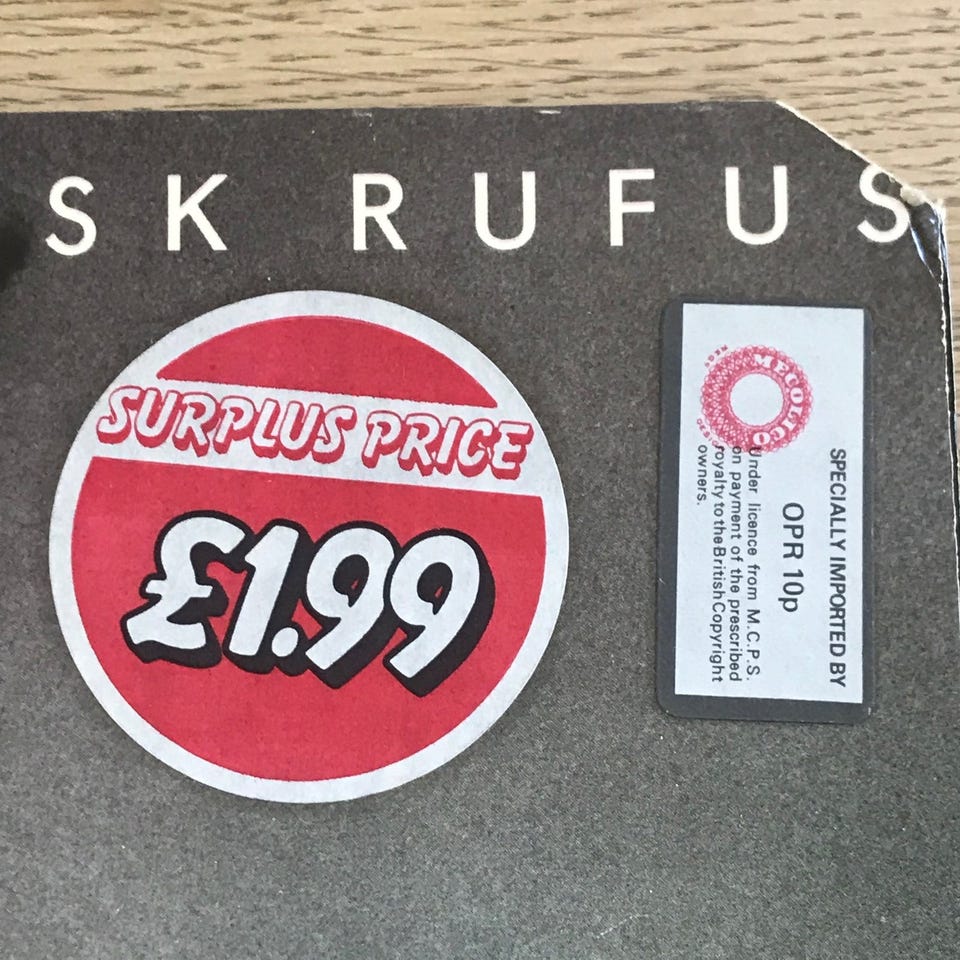 SK RUFUS
SURPLUS PRICE
£1.99
SPECIALLY IMPORTED BY
OPR 10p
MECOLICO
Under licence from M.C.P.S.
on payment of the prescribed
royalty to the British Copyright
owners.